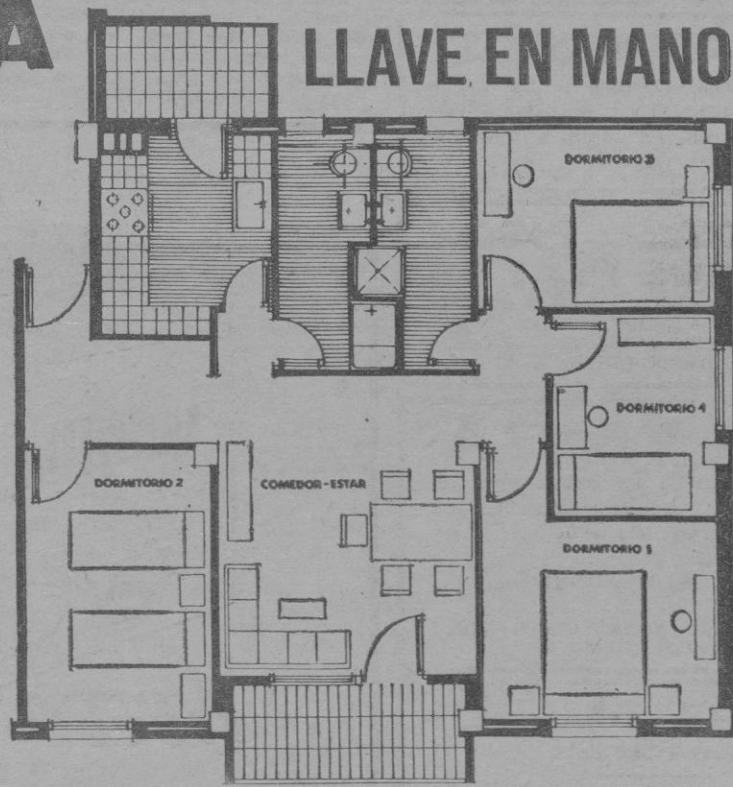 A
LLAVE EN MANO
DORMITORIO 3
DORMITORIO 4
DORMITORIO 2
COMEDOR-ESTAR
DORMITORIO 1